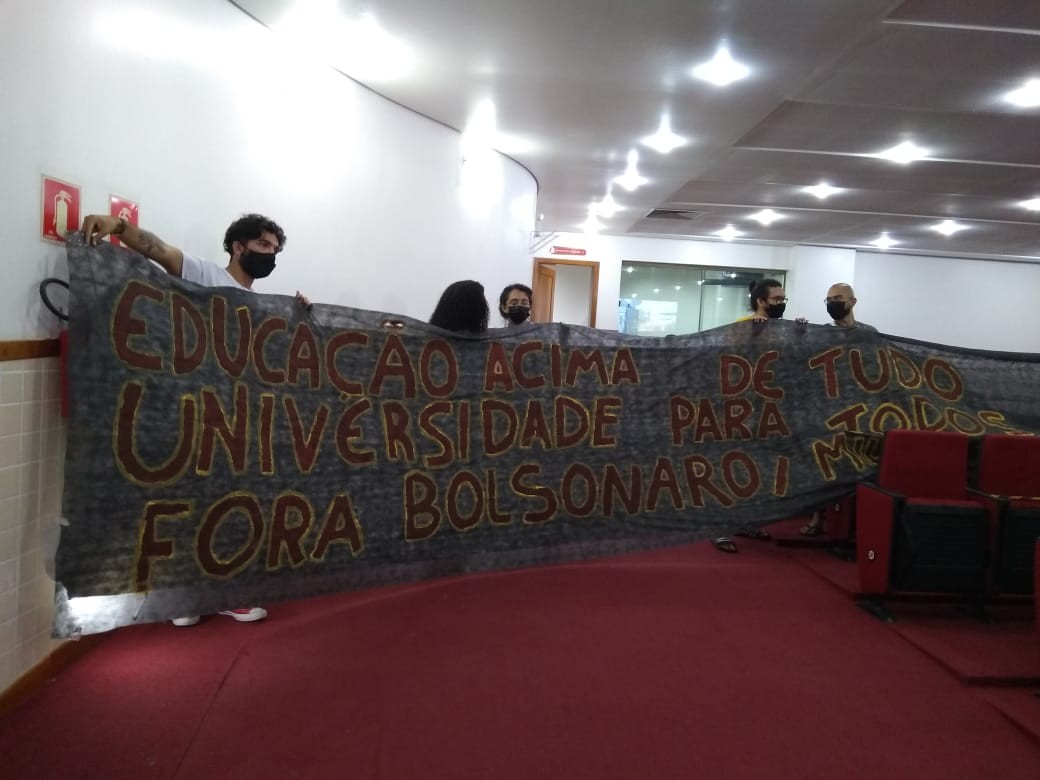 EDUCAÇÃO ACIMA DE TUDO
UNIVERSIDADE PARA TODOS
FORA BOLSONARO,